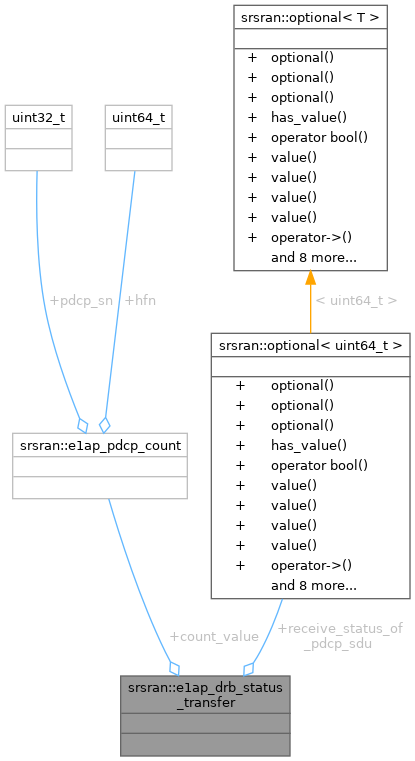 srsran::optional< T >
+ optional()
+ optional()
+ optional()
+ has_value()
+ operator bool()
+ value()
+ value()
+ value()
+ value()
+ operator->()
and 8 more...
uint32_t
uint64_t
+pdcp_sn
+hfn
< uint64_t >
srsran::optional< uint64_t >
+ optional()
+ optional()
+ optional()
+ has_value()
+ operator bool()
+ value()
+ value()
+ value()
+ value()
+ operator->()
and 8 more...
srsran::e1ap_pdcp_count
+count_value
+receive_status_of
_pdcp_sdu
srsran::e1ap_drb_status
_transfer